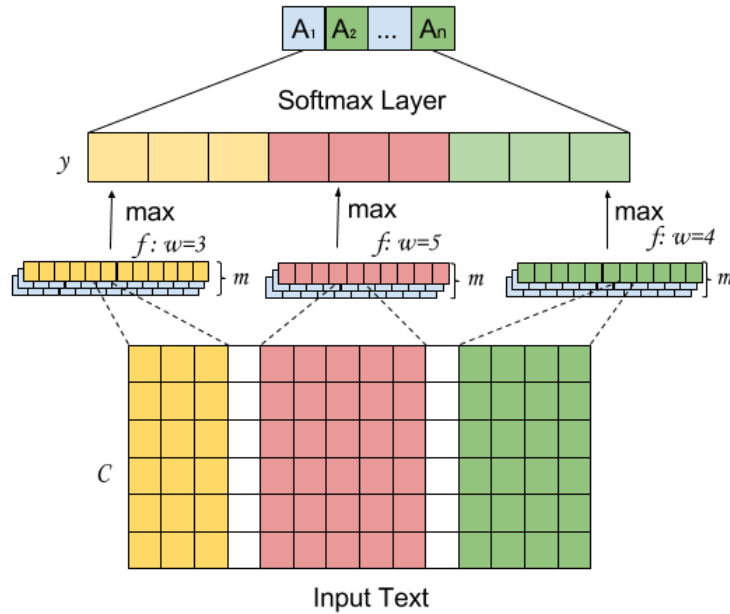 A₁ A₂ ... Aₙ
Softmax Layer
y
max max max
f: w=3 f: w=5 f: w=4
m m m
C
Input Text